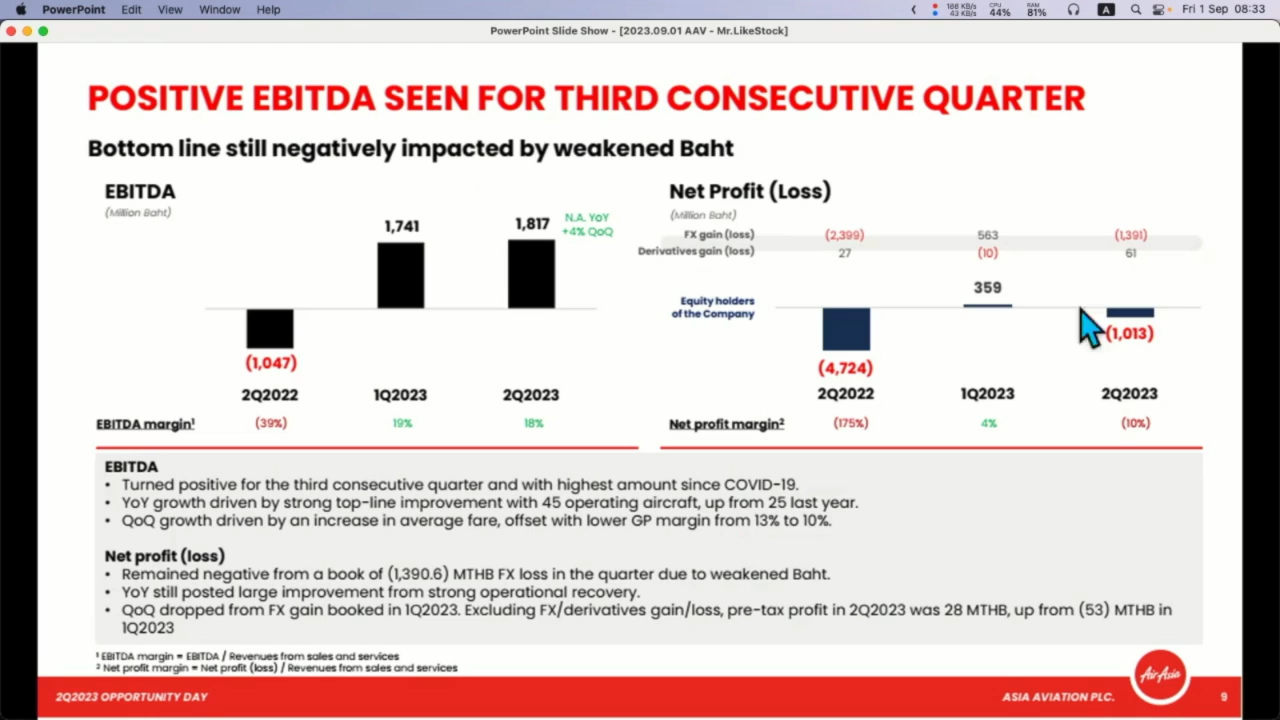 PowerPoint Edit View Window Help
188 KB/s
43 KB/s
CPU
44%
RAM
81%
A
Fri 1 Sep 08:33
PowerPoint Slide Show - [2023.09.01 AAV - Mr.LikeStock]
POSITIVE EBITDA SEEN FOR THIRD CONSECUTIVE QUARTER
Bottom line still negatively impacted by weakened Baht
EBITDA
(Million Baht)
1,741
1,817
N.A. YoY
+4% QoQ
(1,047)
2Q2022 1Q2023 2Q2023
EBITDA margin¹ (39%) 19% 18%
Net Profit (Loss)
(Million Baht)
FX gain (loss) (2,399) 563 (1,391)
Derivatives gain (loss) 27 (10) 61
359
Equity holders
of the Company
(1,013)
(4,724)
2Q2022 1Q2023 2Q2023
Net profit margin² (175%) 4% (10%)
EBITDA
• Turned positive for the third consecutive quarter and with highest amount since COVID-19.
• YoY growth driven by strong top-line improvement with 45 operating aircraft, up from 25 last year.
• QoQ growth driven by an increase in average fare, offset with lower GP margin from 13% to 10%.
Net profit (loss)
• Remained negative from a book of (1,390.6) MTHB FX loss in the quarter due to weakened Baht.
• YoY still posted large improvement from strong operational recovery.
• QoQ dropped from FX gain booked in 1Q2023. Excluding FX/derivatives gain/loss, pre-tax profit in 2Q2023 was 28 MTHB, up from (53) MTHB in
1Q2023
¹ EBITDA margin = EBITDA / Revenues from sales and services
² Net profit margin = Net profit (loss) / Revenues from sales and services
2Q2023 OPPORTUNITY DAY
ASIA AVIATION PLC.
AirAsia
9